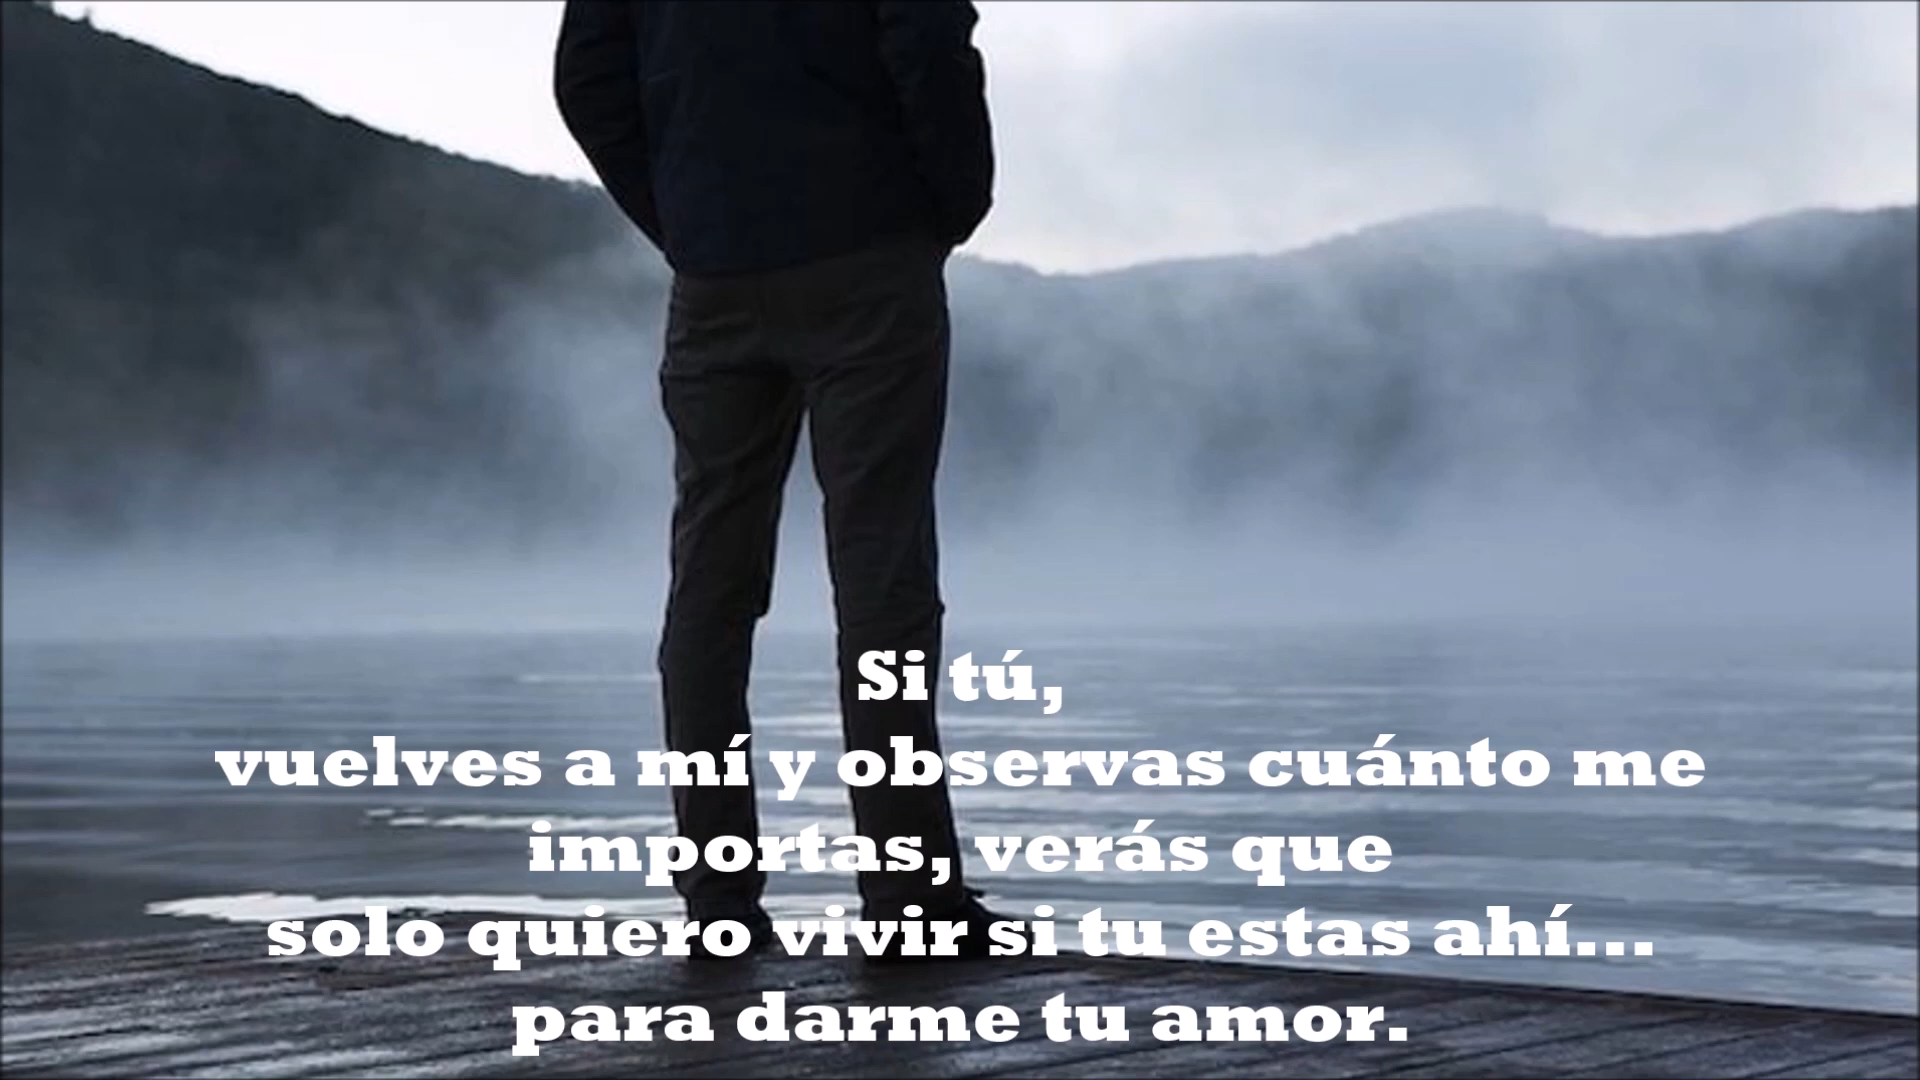 Si tú,
vuelves a mí y observas cuánto me
importas, verás que
solo quiero vivir si tu estas ahí...
para darme tu amor.